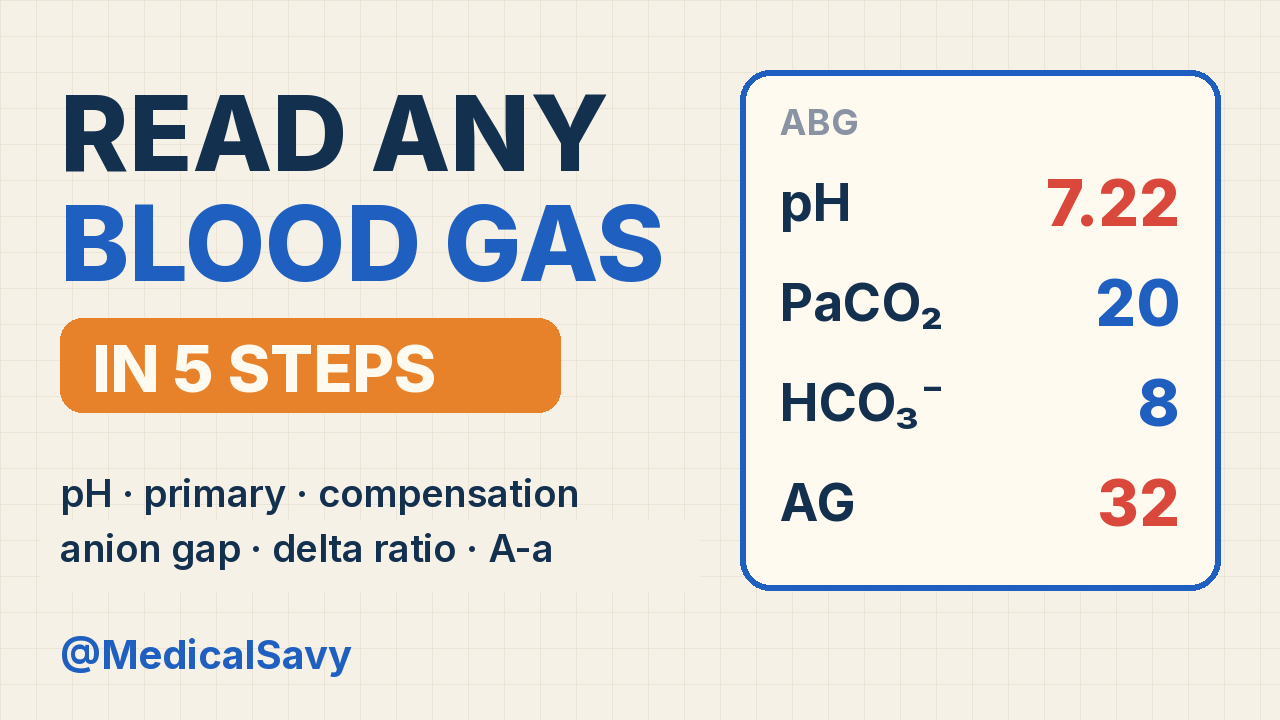 READ ANY
BLOOD GAS
IN 5 STEPS
pH · primary · compensation
anion gap · delta ratio · A-a
@MedicalSavy
ABG
pH 7.22
PaCO₂ 20
HCO₃⁻ 8
AG 32